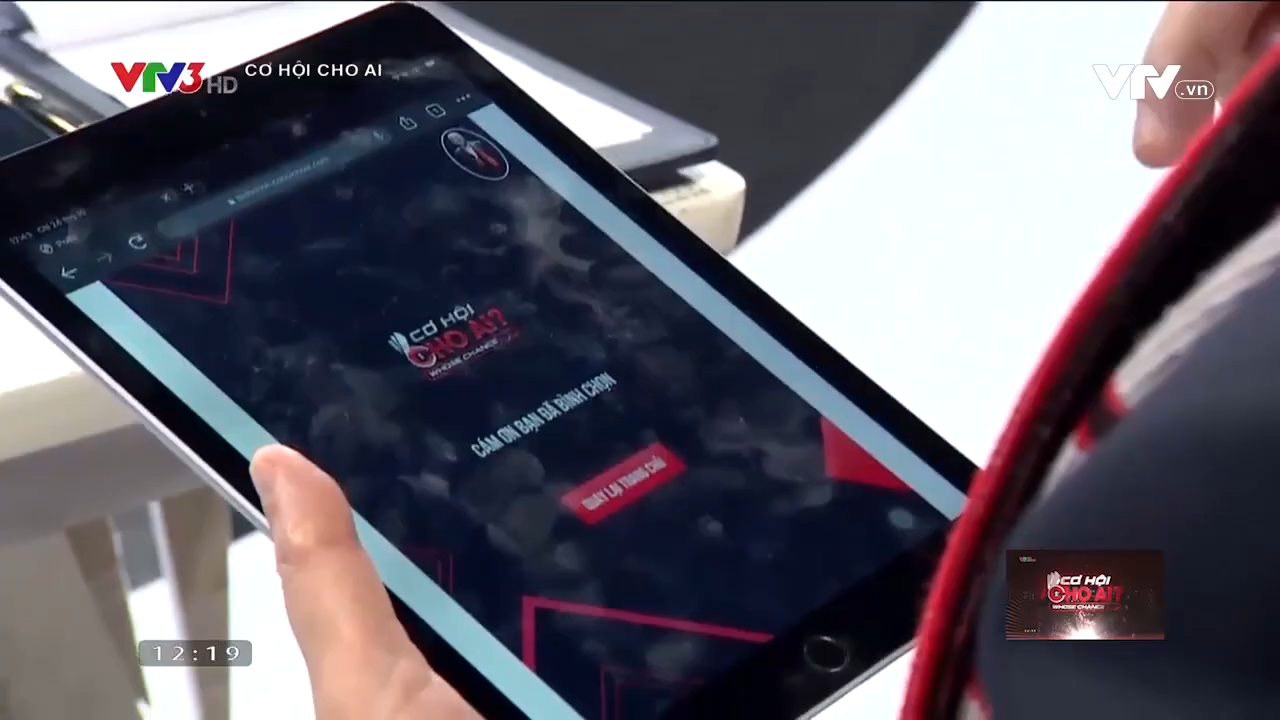 VTV3 HD
CƠ HỘI CHO AI
VTV.vn
CƠ HỘI
CHO AI?
WHOSE CHANCE
CÁM ƠN BẠN ĐÃ BÌNH CHỌN
QUAY LẠI TRANG CHỦ
12:19
CƠ HỘI
CHO AI?
WHOSE CHANCE